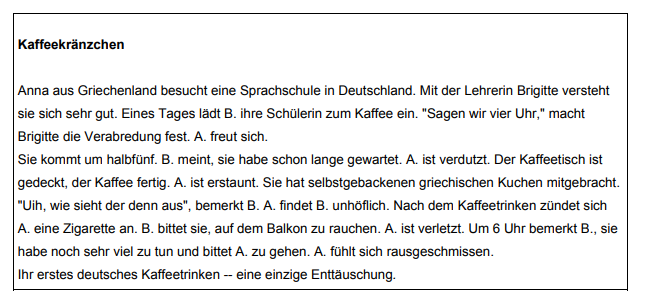 Kaffeekränzchen
Anna aus Griechenland besucht eine Sprachschule in Deutschland. Mit der Lehrerin Brigitte versteht
sie sich sehr gut. Eines Tages lädt B. ihre Schülerin zum Kaffee ein. "Sagen wir vier Uhr," macht
Brigitte die Verabredung fest. A. freut sich.
Sie kommt um halbfünf. B. meint, sie habe schon lange gewartet. A. ist verdutzt. Der Kaffeetisch ist
gedeckt, der Kaffee fertig. A. ist erstaunt. Sie hat selbstgebackenen griechischen Kuchen mitgebracht.
"Uih, wie sieht der denn aus", bemerkt B. A. findet B. unhöflich. Nach dem Kaffeetrinken zündet sich
A. eine Zigarette an. B. bittet sie, auf dem Balkon zu rauchen. A. ist verletzt. Um 6 Uhr bemerkt B., sie
habe noch sehr viel zu tun und bittet A. zu gehen. A. fühlt sich rausgeschmissen.
Ihr erstes deutsches Kaffeetrinken -- eine einzige Enttäuschung.